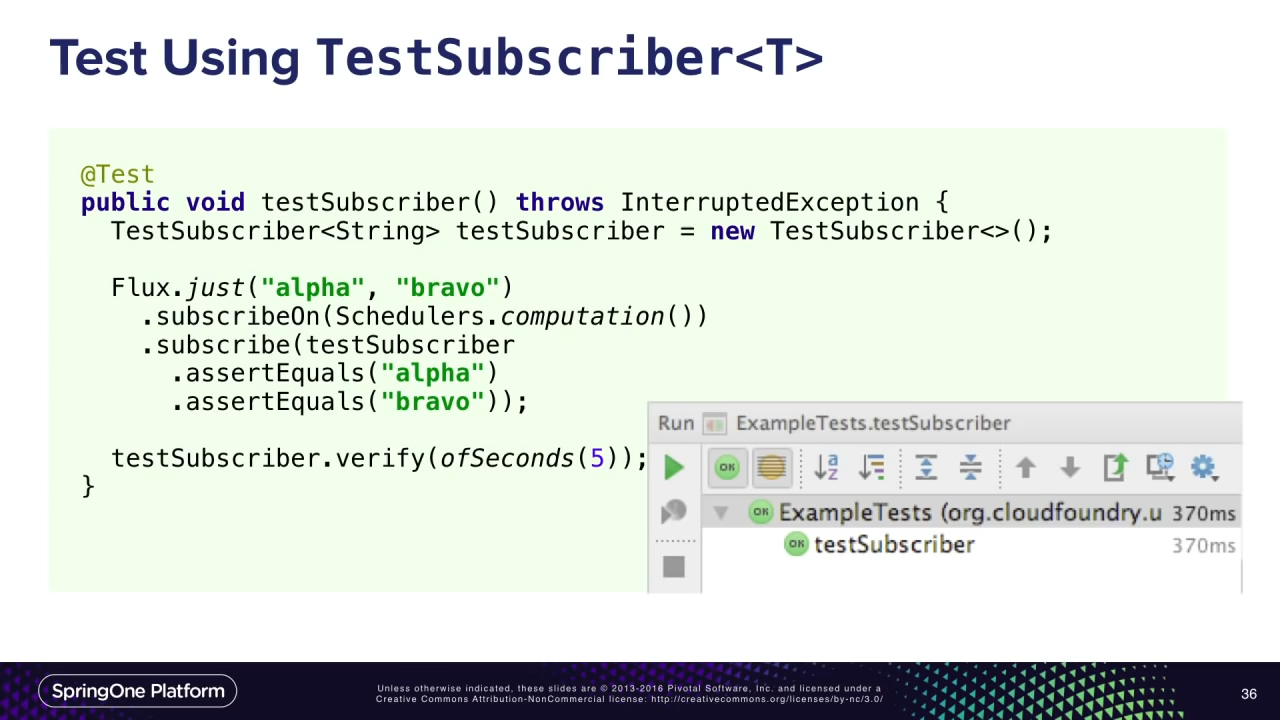 Test Using TestSubscriber<T>
@Test
public void testSubscriber() throws InterruptedException {
  TestSubscriber<String> testSubscriber = new TestSubscriber<>();
  Flux.just("alpha", "bravo")
    .subscribeOn(Schedulers.computation())
    .subscribe(testSubscriber
      .assertEquals("alpha")
      .assertEquals("bravo"));
  testSubscriber.verify(ofSeconds(5));
}
Run ExampleTests.testSubscriber
OK
OK ExampleTests (org.cloudfoundry.u 370ms
OK testSubscriber 370ms
SpringOne Platform
Unless otherwise indicated, these slides are © 2013-2016 Pivotal Software, Inc. and licensed under a
Creative Commons Attribution-NonCommercial license: http://creativecommons.org/licenses/by-nc/3.0/
36